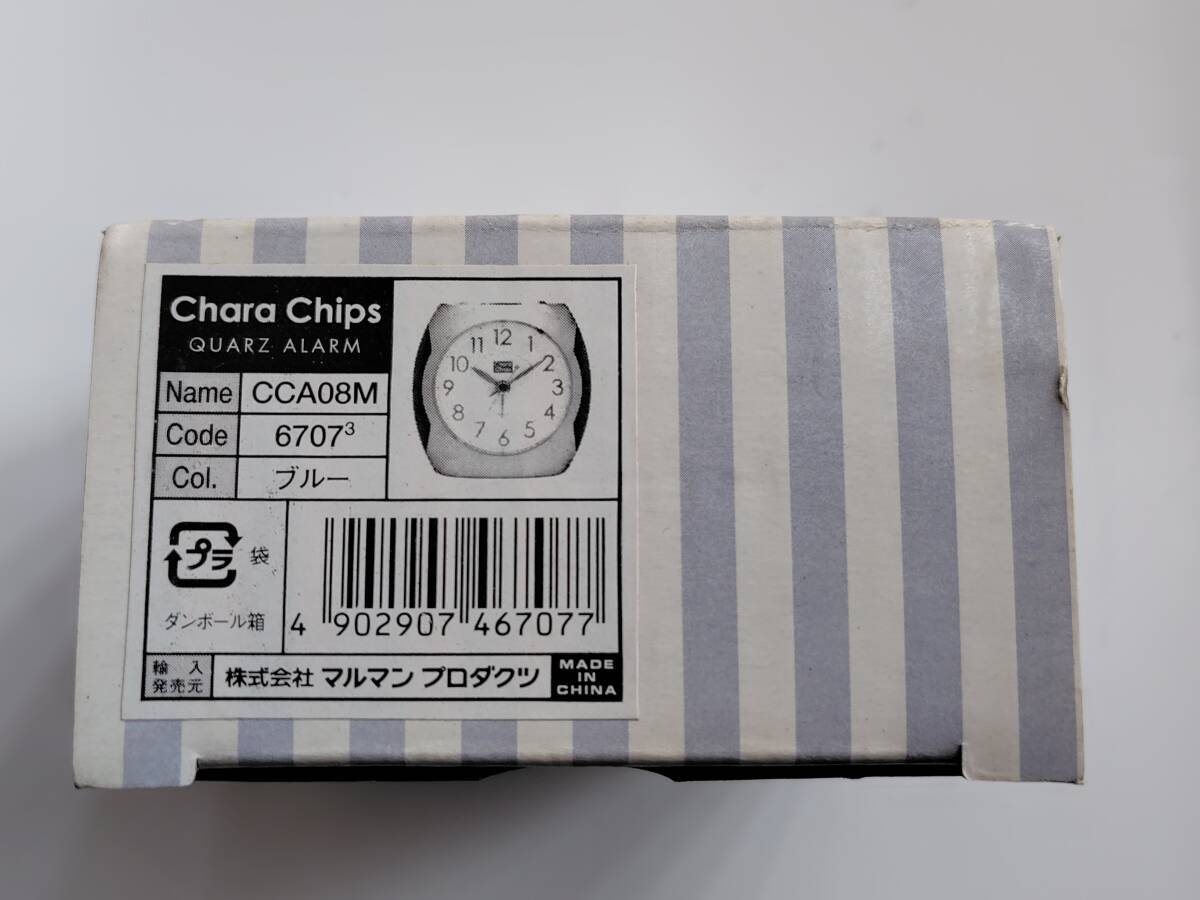 Chara Chips
QUARZ ALARM
Name CCA08M
Code 6707³
Col. ブルー
12
11 1
10 2
9 3
8 4
7 5
6
プラ 袋
ダンボール箱
4 902907 467077
輸入
発売元
株式会社 マルマン プロダクツ
MADE
IN
CHINA